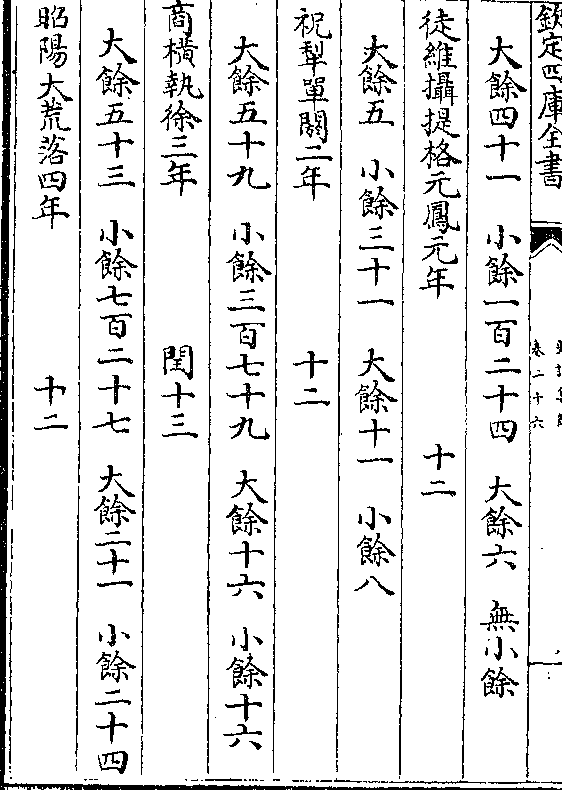 欽定四庫全書
卷二十六
大餘四十一 小餘一百二十四 大餘六 無小餘
徒維攝提格元鳳元年 十二
大餘五 小餘三十一 大餘十一 小餘八
祝犁單閼二年 十二
大餘五十九 小餘三百七十九 大餘十六 小餘十六
商橫執徐三年 閏十三
大餘五十三 小餘七百二十七 大餘二十一 小餘二十四
昭陽大荒落四年 十二